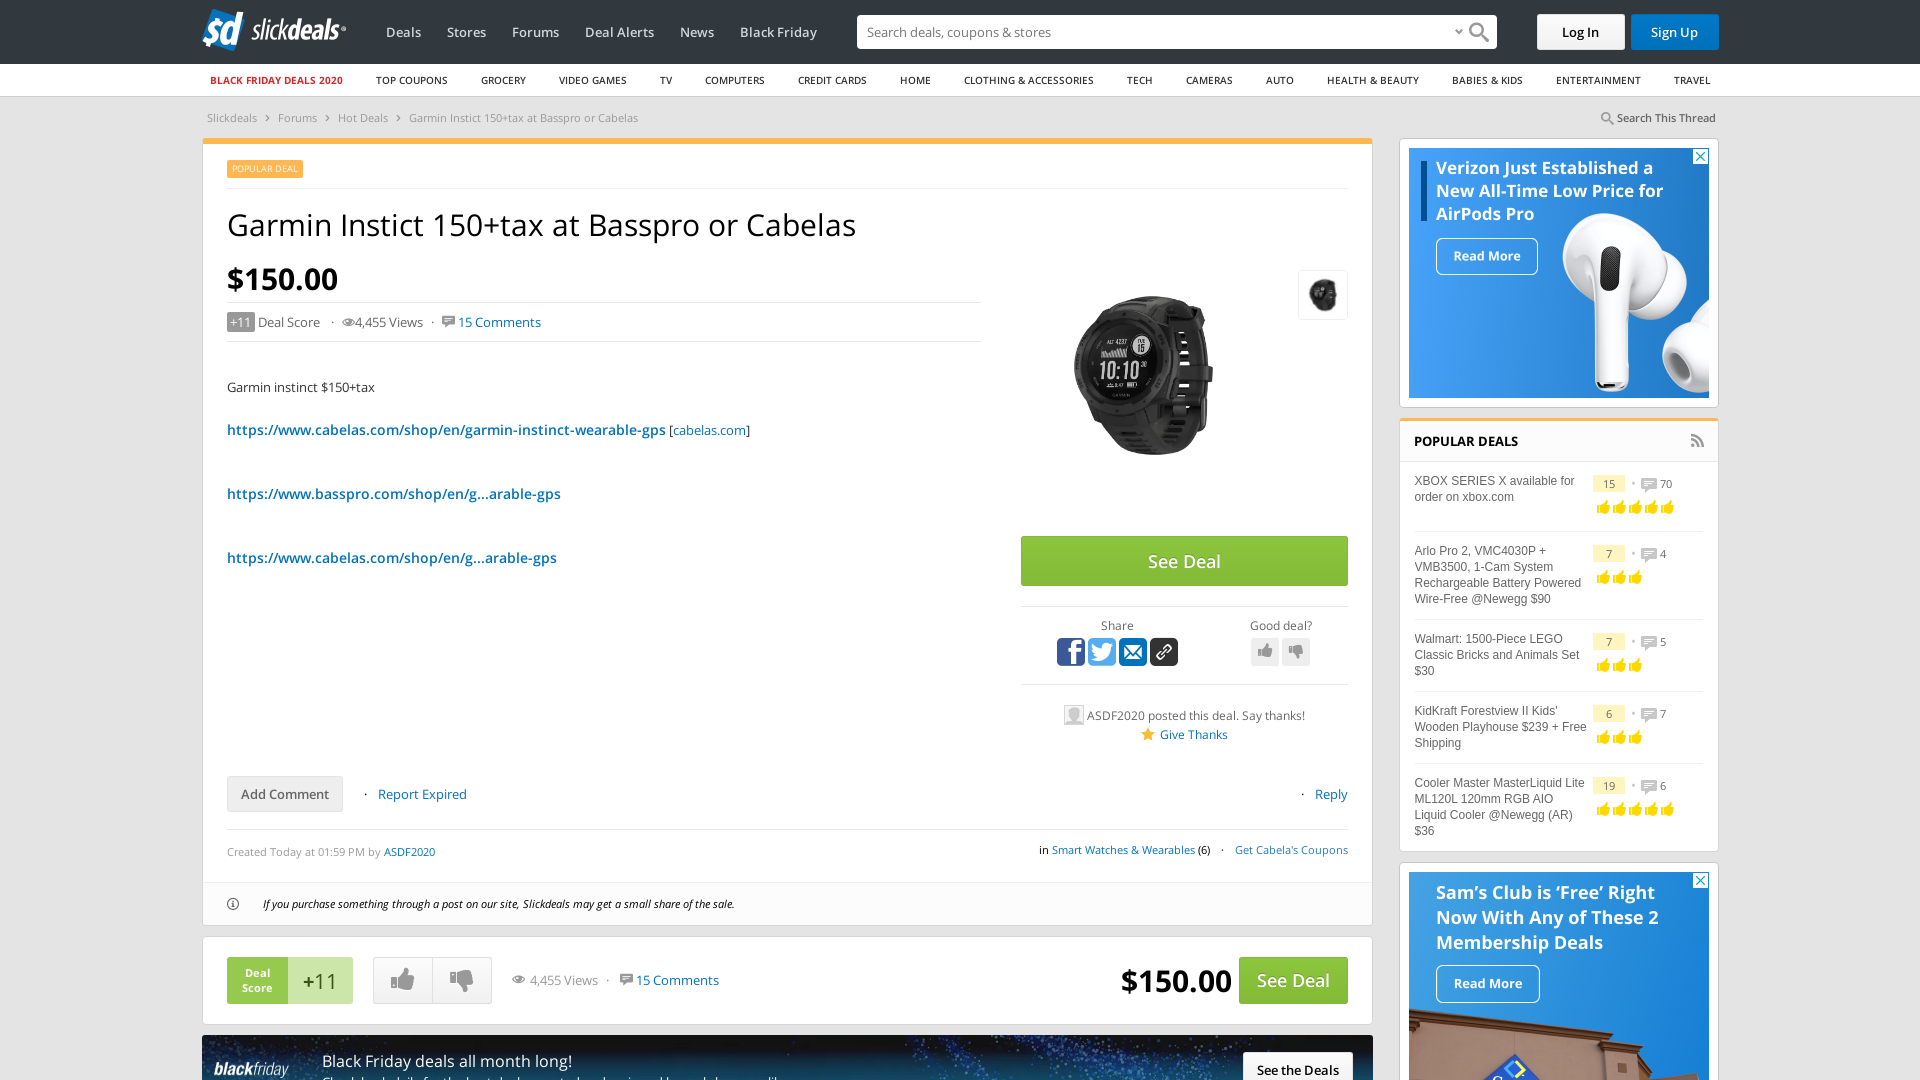 slickdeals
Deals
Stores
Forums
Deal Alerts
News
Black Friday
Search deals, coupons & stores
Log In
Sign Up
BLACK FRIDAY DEALS 2020
TOP COUPONS
GROCERY
VIDEO GAMES
TV
COMPUTERS
CREDIT CARDS
HOME
CLOTHING & ACCESSORIES
TECH
CAMERAS
AUTO
HEALTH & BEAUTY
BABIES & KIDS
ENTERTAINMENT
TRAVEL
Slickdeals > Forums > Hot Deals > Garmin Instict 150+tax at Basspro or Cabelas
Search This Thread
POPULAR DEAL
Garmin Instict 150+tax at Basspro or Cabelas
$150.00
+11 Deal Score · 4,455 Views · 15 Comments
Garmin instinct $150+tax
https://www.cabelas.com/shop/en/garmin-instinct-wearable-gps [cabelas.com]
https://www.basspro.com/shop/en/g...arable-gps
https://www.cabelas.com/shop/en/g...arable-gps
10:10
GARMIN
See Deal
Share
Good deal?
ASDF2020 posted this deal. Say thanks!
Give Thanks
Add Comment · Report Expired
· Reply
Created Today at 01:59 PM by ASDF2020
in Smart Watches & Wearables (6) · Get Cabela's Coupons
If you purchase something through a post on our site, Slickdeals may get a small share of the sale.
Deal
Score
+11
4,455 Views · 15 Comments
$150.00
See Deal
blackfriday
Black Friday deals all month long!
See the Deals
Verizon Just Established a
New All-Time Low Price for
AirPods Pro
Read More
POPULAR DEALS
XBOX SERIES X available for
order on xbox.com
15 · 70
Arlo Pro 2, VMC4030P +
VMB3500, 1-Cam System
Rechargeable Battery Powered
Wire-Free @Newegg $90
7 · 4
Walmart: 1500-Piece LEGO
Classic Bricks and Animals Set
$30
7 · 5
KidKraft Forestview II Kids'
Wooden Playhouse $239 + Free
Shipping
6 · 7
Cooler Master MasterLiquid Lite
ML120L 120mm RGB AIO
Liquid Cooler @Newegg (AR)
$36
19 · 6
Sam's Club is 'Free' Right
Now With Any of These 2
Membership Deals
Read More